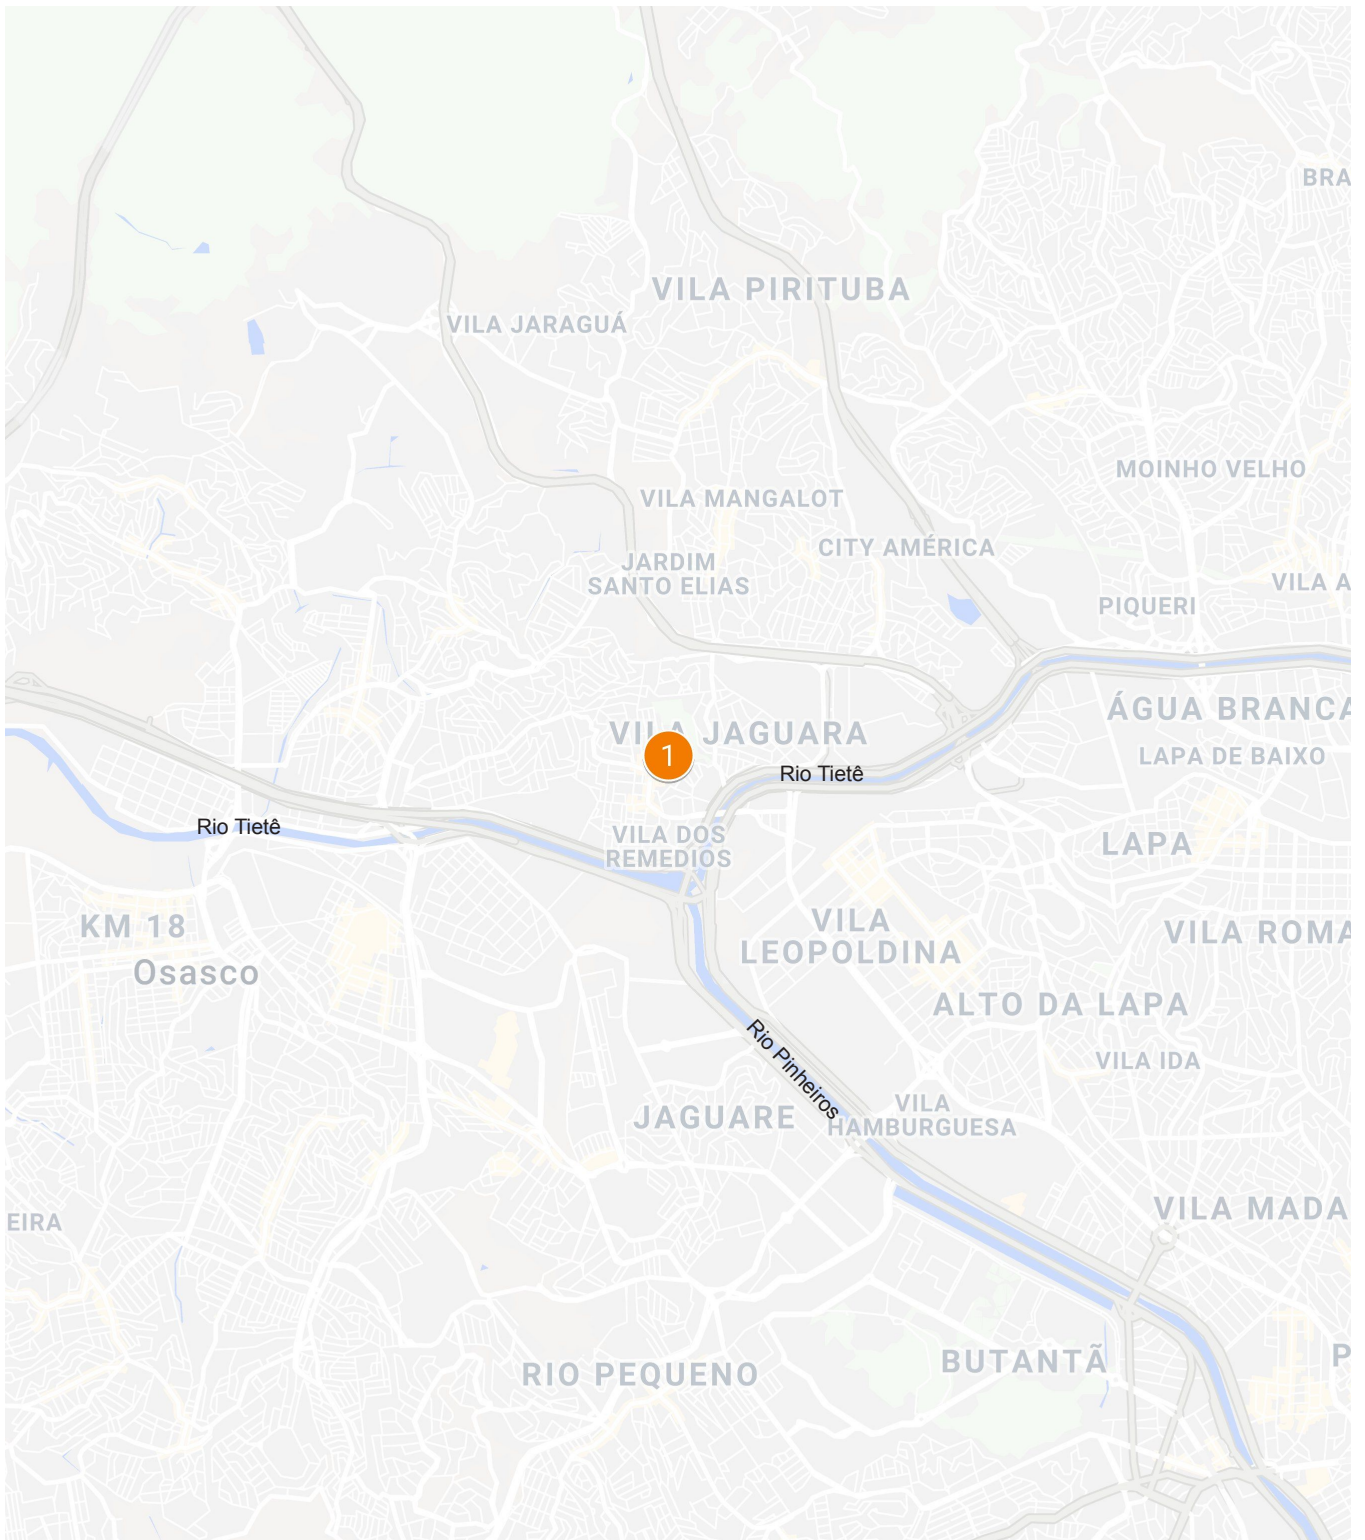 BRA
VILA PIRITUBA
VILA JARAGUÁ
MOINHO VELHO
VILA MANGALOT
CITY AMÉRICA
JARDIM
SANTO ELIAS
VILA A
PIQUERI
ÁGUA BRANCA
VILA JAGUARA
1
LAPA DE BAIXO
Rio Tietê
Rio Tietê
VILA DOS
REMEDIOS
LAPA
KM 18
VILA
LEOPOLDINA
VILA ROMA
Osasco
ALTO DA LAPA
Rio Pinheiros
VILA IDA
JAGUARE
VILA
HAMBURGUESA
VILA MADA
EIRA
P
BUTANTÃ
RIO PEQUENO